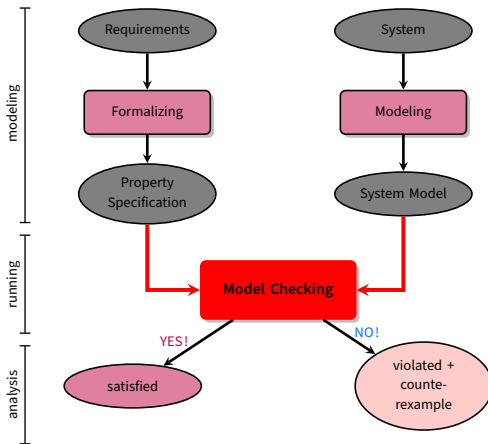 Requirements
System
modeling
Formalizing
Modeling
Property
Specification
System Model
running
Model Checking
YES!
NO!
analysis
satisfied
violated +
counte-
rexample